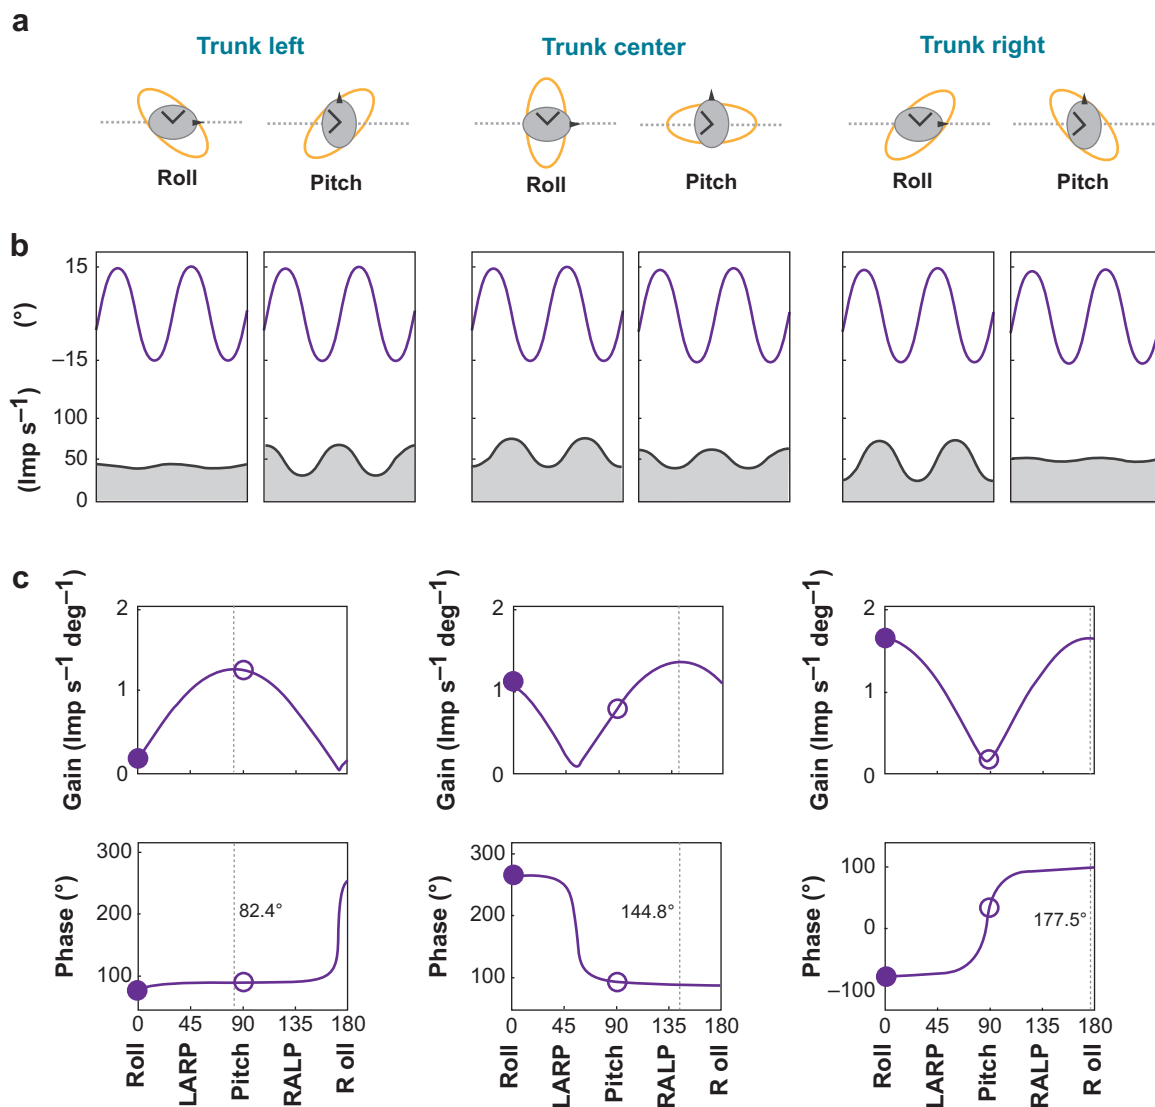 a
Trunk left
Trunk center
Trunk right
Roll
Pitch
Roll
Pitch
Roll
Pitch
b
15
(°)
–15
(Imp s–1)
100
50
0
c
Gain (Imp s–1 deg–1)
2
1
0
Gain (Imp s–1 deg–1)
2
1
0
Gain (Imp s–1 deg–1)
2
1
0
Phase (°)
300
200
100
82.4°
Phase (°)
300
200
100
144.8°
Phase (°)
100
0
–100
177.5°
0 45 90 135 180
Roll LARP Pitch RALP R oll
0 45 90 135 180
Roll LARP Pitch RALP R oll
0 45 90 135 180
Roll LARP Pitch RALP R oll